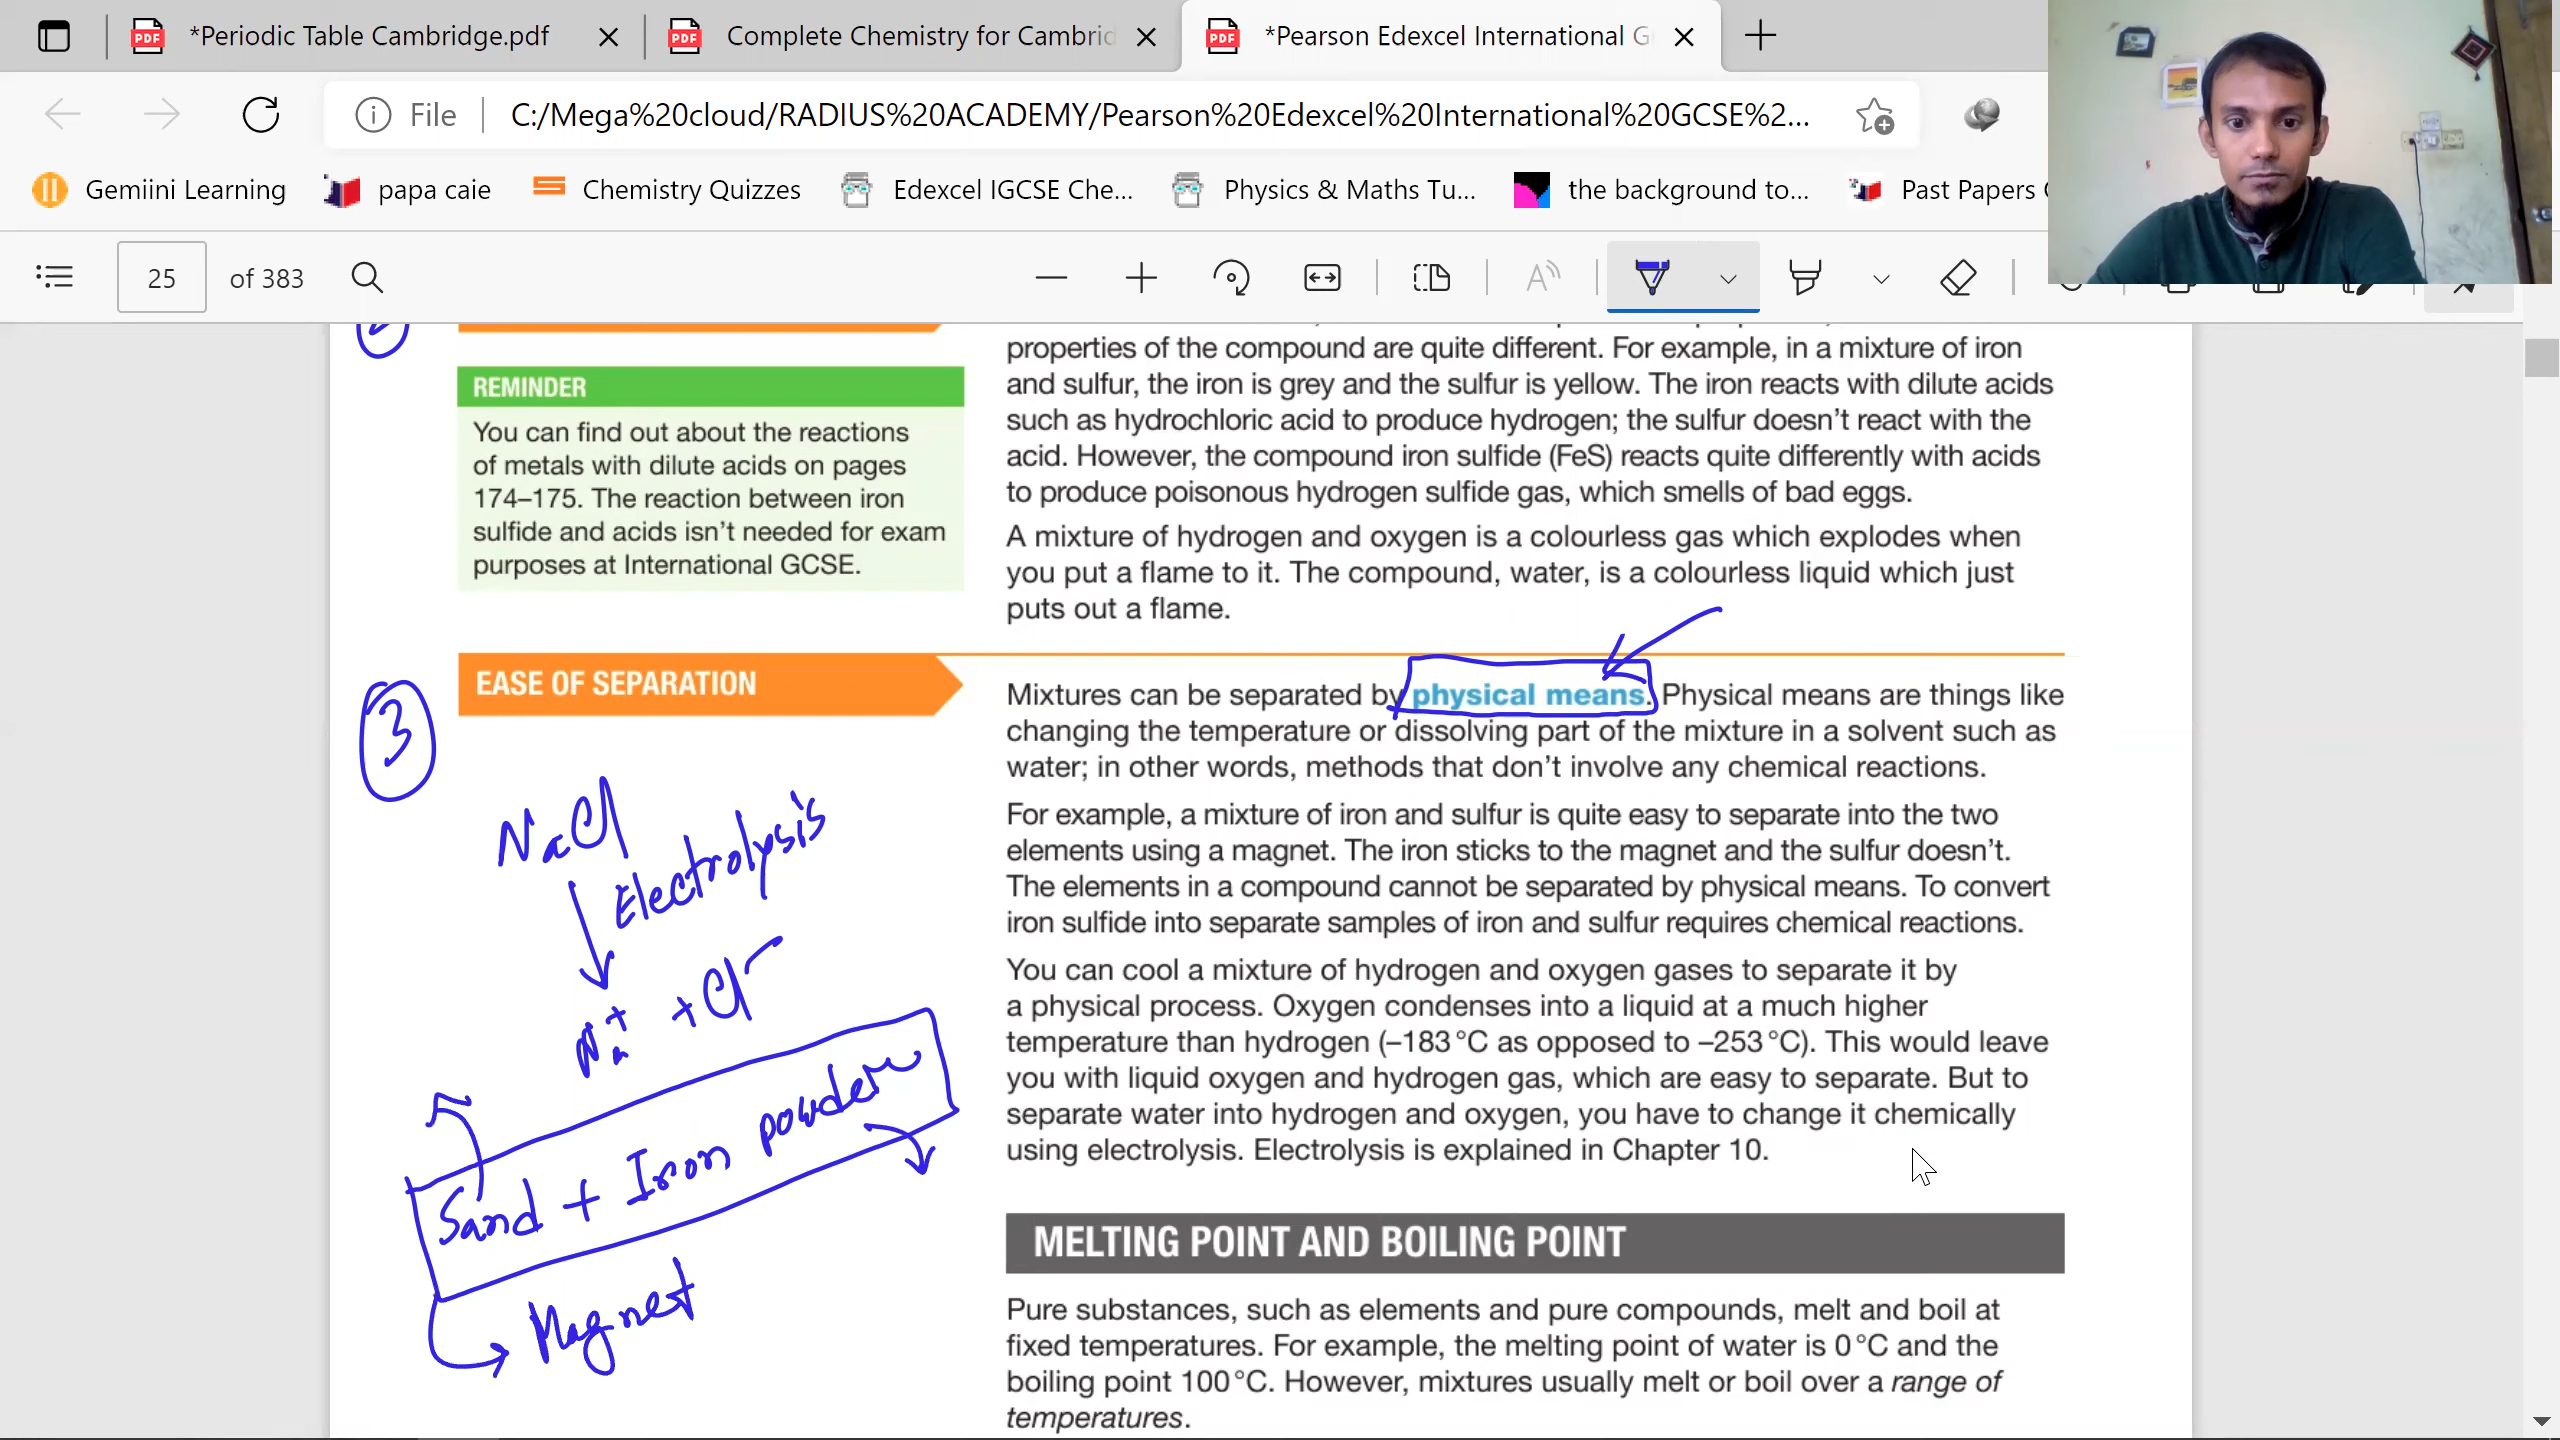 *Periodic Table Cambridge.pdf
Complete Chemistry for Cambrid
*Pearson Edexcel International G
File
C:/Mega%20cloud/RADIUS%20ACADEMY/Pearson%20Edexcel%20International%20GCSE%2...
Gemiini Learning
papa caie
Chemistry Quizzes
Edexcel IGCSE Che...
Physics & Maths Tu...
the background to...
Past Papers
25 of 383
REMINDER
You can find out about the reactions
of metals with dilute acids on pages
174–175. The reaction between iron
sulfide and acids isn't needed for exam
purposes at International GCSE.
properties of the compound are quite different. For example, in a mixture of iron
and sulfur, the iron is grey and the sulfur is yellow. The iron reacts with dilute acids
such as hydrochloric acid to produce hydrogen; the sulfur doesn't react with the
acid. However, the compound iron sulfide (FeS) reacts quite differently with acids
to produce poisonous hydrogen sulfide gas, which smells of bad eggs.
A mixture of hydrogen and oxygen is a colourless gas which explodes when
you put a flame to it. The compound, water, is a colourless liquid which just
puts out a flame.
3
EASE OF SEPARATION
Mixtures can be separated by physical means. Physical means are things like
changing the temperature or dissolving part of the mixture in a solvent such as
water; in other words, methods that don't involve any chemical reactions.
For example, a mixture of iron and sulfur is quite easy to separate into the two
elements using a magnet. The iron sticks to the magnet and the sulfur doesn't.
The elements in a compound cannot be separated by physical means. To convert
iron sulfide into separate samples of iron and sulfur requires chemical reactions.
You can cool a mixture of hydrogen and oxygen gases to separate it by
a physical process. Oxygen condenses into a liquid at a much higher
temperature than hydrogen (–183 °C as opposed to –253 °C). This would leave
you with liquid oxygen and hydrogen gas, which are easy to separate. But to
separate water into hydrogen and oxygen, you have to change it chemically
using electrolysis. Electrolysis is explained in Chapter 10.
NaCl
Electrolysis
Na+ + Cl-
Sand + Iron powder
Magnet
MELTING POINT AND BOILING POINT
Pure substances, such as elements and pure compounds, melt and boil at
fixed temperatures. For example, the melting point of water is 0 °C and the
boiling point 100 °C. However, mixtures usually melt or boil over a range of
temperatures.